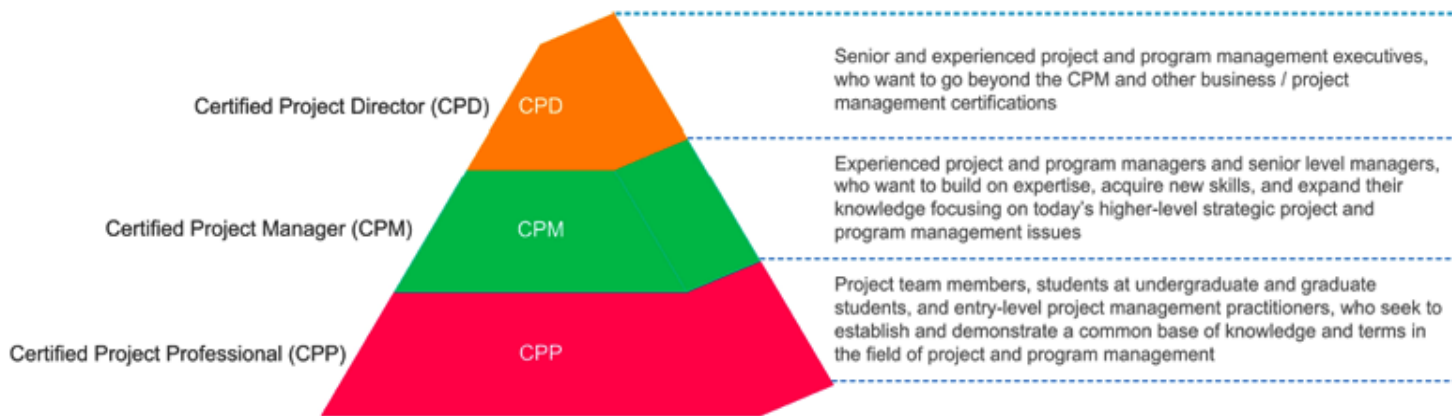 Senior and experienced project and program management executives,
who want to go beyond the CPM and other business / project
management certifications
Certified Project Director (CPD)
CPD
Experienced project and program managers and senior level managers,
who want to build on expertise, acquire new skills, and expand their
knowledge focusing on today's higher-level strategic project and
program management issues
Certified Project Manager (CPM)
CPM
Project team members, students at undergraduate and graduate
students, and entry-level project management practitioners, who seek to
establish and demonstrate a common base of knowledge and terms in
the field of project and program management
Certified Project Professional (CPP)
CPP